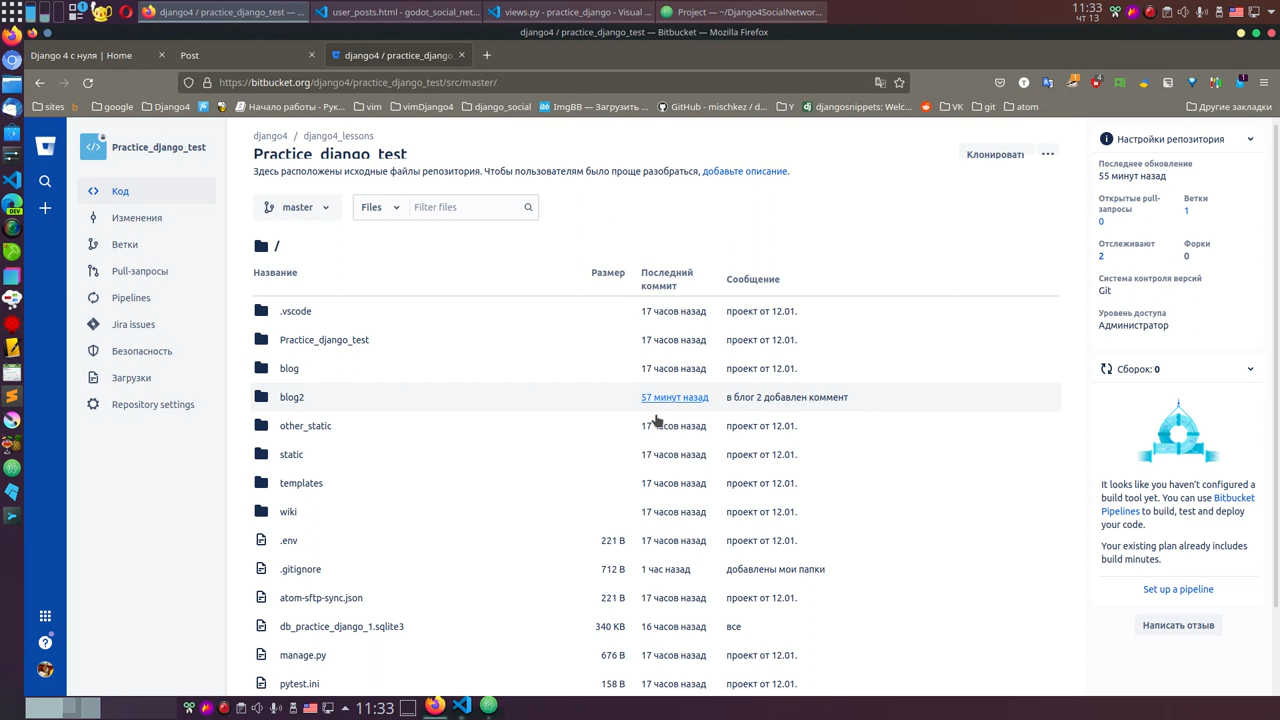 django4 / practice_django_test — ...
user_posts.html - godot_social_net...
views.py - practice_django - Visual ...
Project — ~/Django4SocialNetwor...
11:33
чт 13
django4 / practice_django_test — Bitbucket — Mozilla Firefox
Django 4 с нуля | Home
Post
django4 / practice_django
https://bitbucket.org/django4/practice_django_test/src/master/
sites
google
Django4
Начало работы - Рук...
vim
vimDjango4
django_social
ImgBB — Загрузить ...
GitHub - mischkez / d...
Y
djangosnippets: Welc...
VK
git
atom
Другие закладки
Practice_django_test
Код
Изменения
Ветки
Pull-запросы
Pipelines
Jira issues
Безопасность
Загрузки
Repository settings
django4 / django4_lessons
Practice_django_test
Клонировать
Здесь расположены исходные файлы репозитория. Чтобы пользователям было проще разобраться, добавьте описание.
master
Files
Filter files
/
Название Размер Последний коммит Сообщение
.vscode 17 часов назад проект от 12.01.
Practice_django_test 17 часов назад проект от 12.01.
blog 17 часов назад проект от 12.01.
blog2 57 минут назад в блог 2 добавлен коммент
other_static 17 часов назад проект от 12.01.
static 17 часов назад проект от 12.01.
templates 17 часов назад проект от 12.01.
wiki 17 часов назад проект от 12.01.
.env 221 B 17 часов назад проект от 12.01.
.gitignore 712 B 1 час назад добавлены мои папки
atom-sftp-sync.json 221 B 17 часов назад проект от 12.01.
db_practice_django_1.sqlite3 340 KB 16 часов назад все
manage.py 676 B 17 часов назад проект от 12.01.
pytest.ini 158 B 17 часов назад проект от 12.01.
Настройки репозитория
Последнее обновление
55 минут назад
Открытые pull-запросы
0
Ветки
1
Отслеживают
2
Форки
0
Система контроля версий
Git
Уровень доступа
Администратор
Сборок: 0
It looks like you haven’t configured a
build tool yet. You can use Bitbucket
Pipelines to build, test and deploy
your code.
Your existing plan already includes
build minutes.
Set up a pipeline
Написать отзыв
11:33